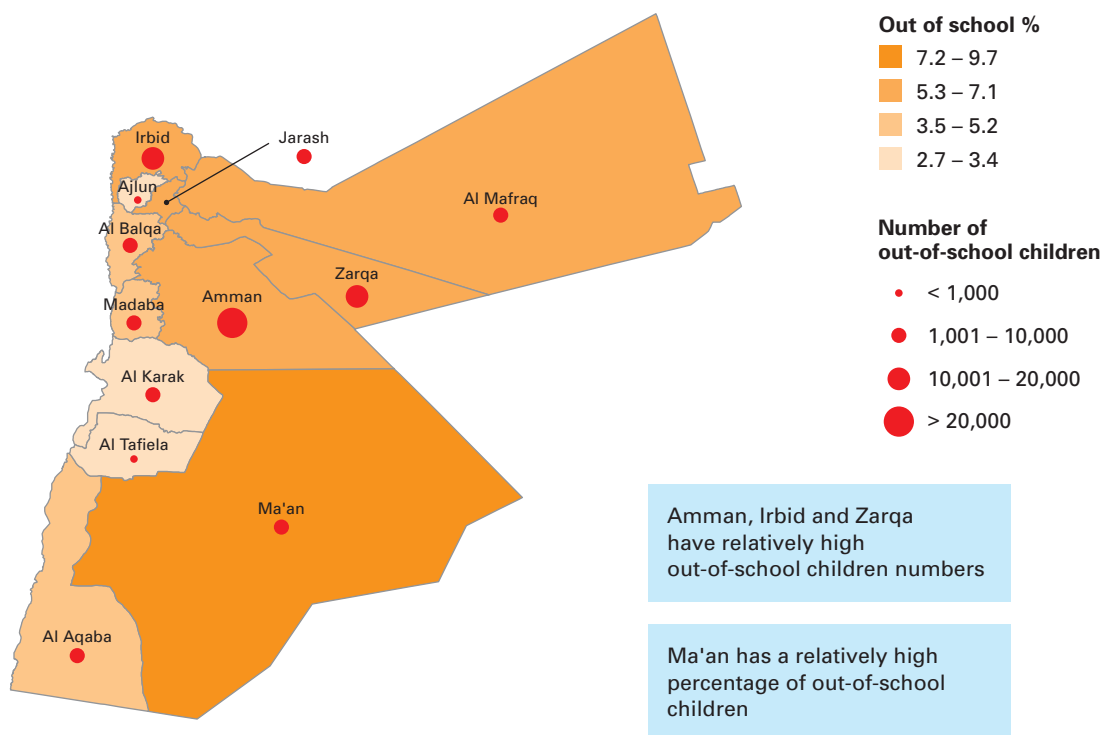 Irbid
Jarash
Ajlun
Al Mafraq
Al Balqa
Zarqa
Amman
Madaba
Al Karak
Al Tafiela
Ma'an
Al Aqaba
Out of school %
7.2 – 9.7
5.3 – 7.1
3.5 – 5.2
2.7 – 3.4
Number of
out-of-school children
< 1,000
1,001 – 10,000
10,001 – 20,000
> 20,000
Amman, Irbid and Zarqa
have relatively high
out-of-school children numbers
Ma'an has a relatively high
percentage of out-of-school
children